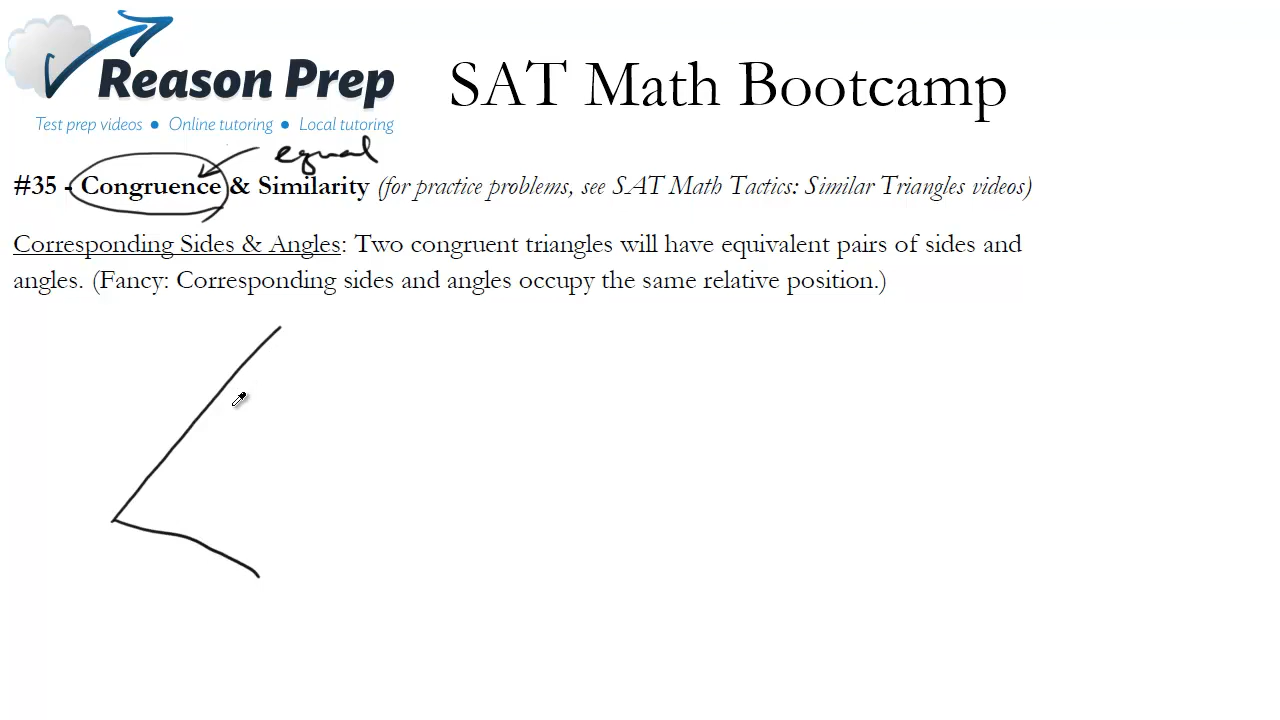 Reason Prep
SAT Math Bootcamp
Test prep videos ● Online tutoring ● Local tutoring
equal
#35 - Congruence & Similarity (for practice problems, see SAT Math Tactics: Similar Triangles videos)
Corresponding Sides & Angles: Two congruent triangles will have equivalent pairs of sides and
angles. (Fancy: Corresponding sides and angles occupy the same relative position.)